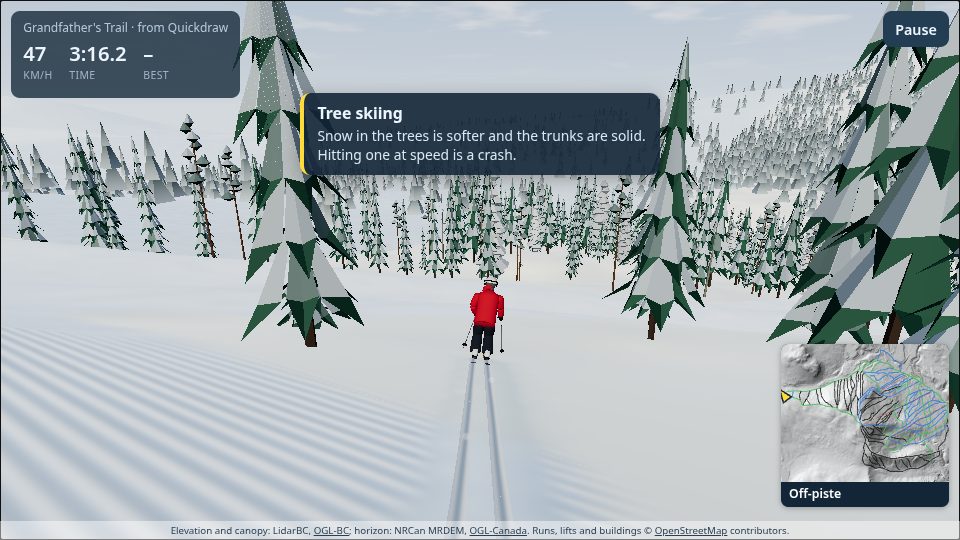 Grandfather's Trail · from Quickdraw
47 3:16.2 –
KM/H TIME BEST
Pause
Tree skiing
Snow in the trees is softer and the trunks are solid.
Hitting one at speed is a crash.
Off-piste
Elevation and canopy: LidarBC, OGL-BC; horizon: NRCan MRDEM, OGL-Canada. Runs, lifts and buildings © OpenStreetMap contributors.